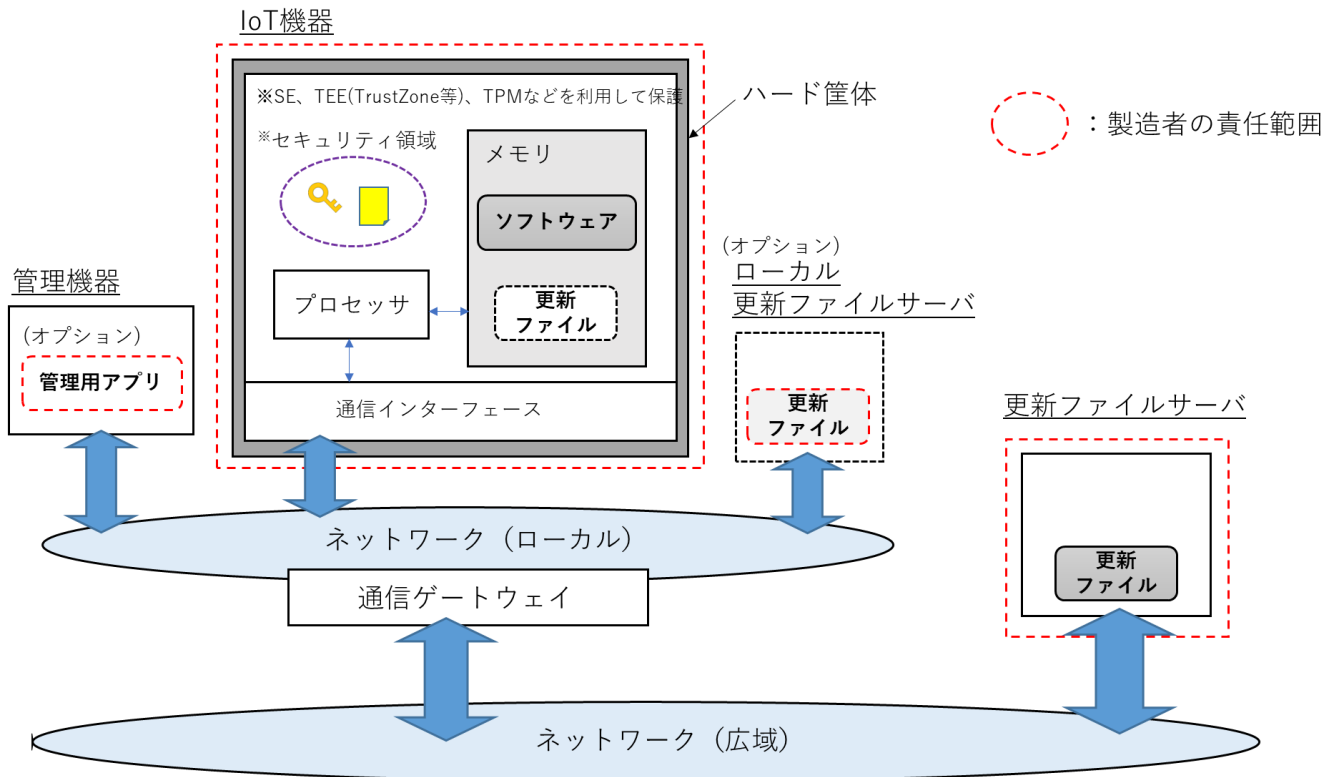 IoT機器
※SE、TEE(TrustZone等)、TPMなどを利用して保護
ハード筐体
：製造者の責任範囲
※セキュリティ領域
メモリ
ソフトウェア
プロセッサ
更新
ファイル
通信インターフェース
管理機器
(オプション)
管理用アプリ
(オプション)
ローカル
更新ファイルサーバ
更新
ファイル
更新ファイルサーバ
更新
ファイル
ネットワーク（ローカル）
通信ゲートウェイ
ネットワーク（広域）